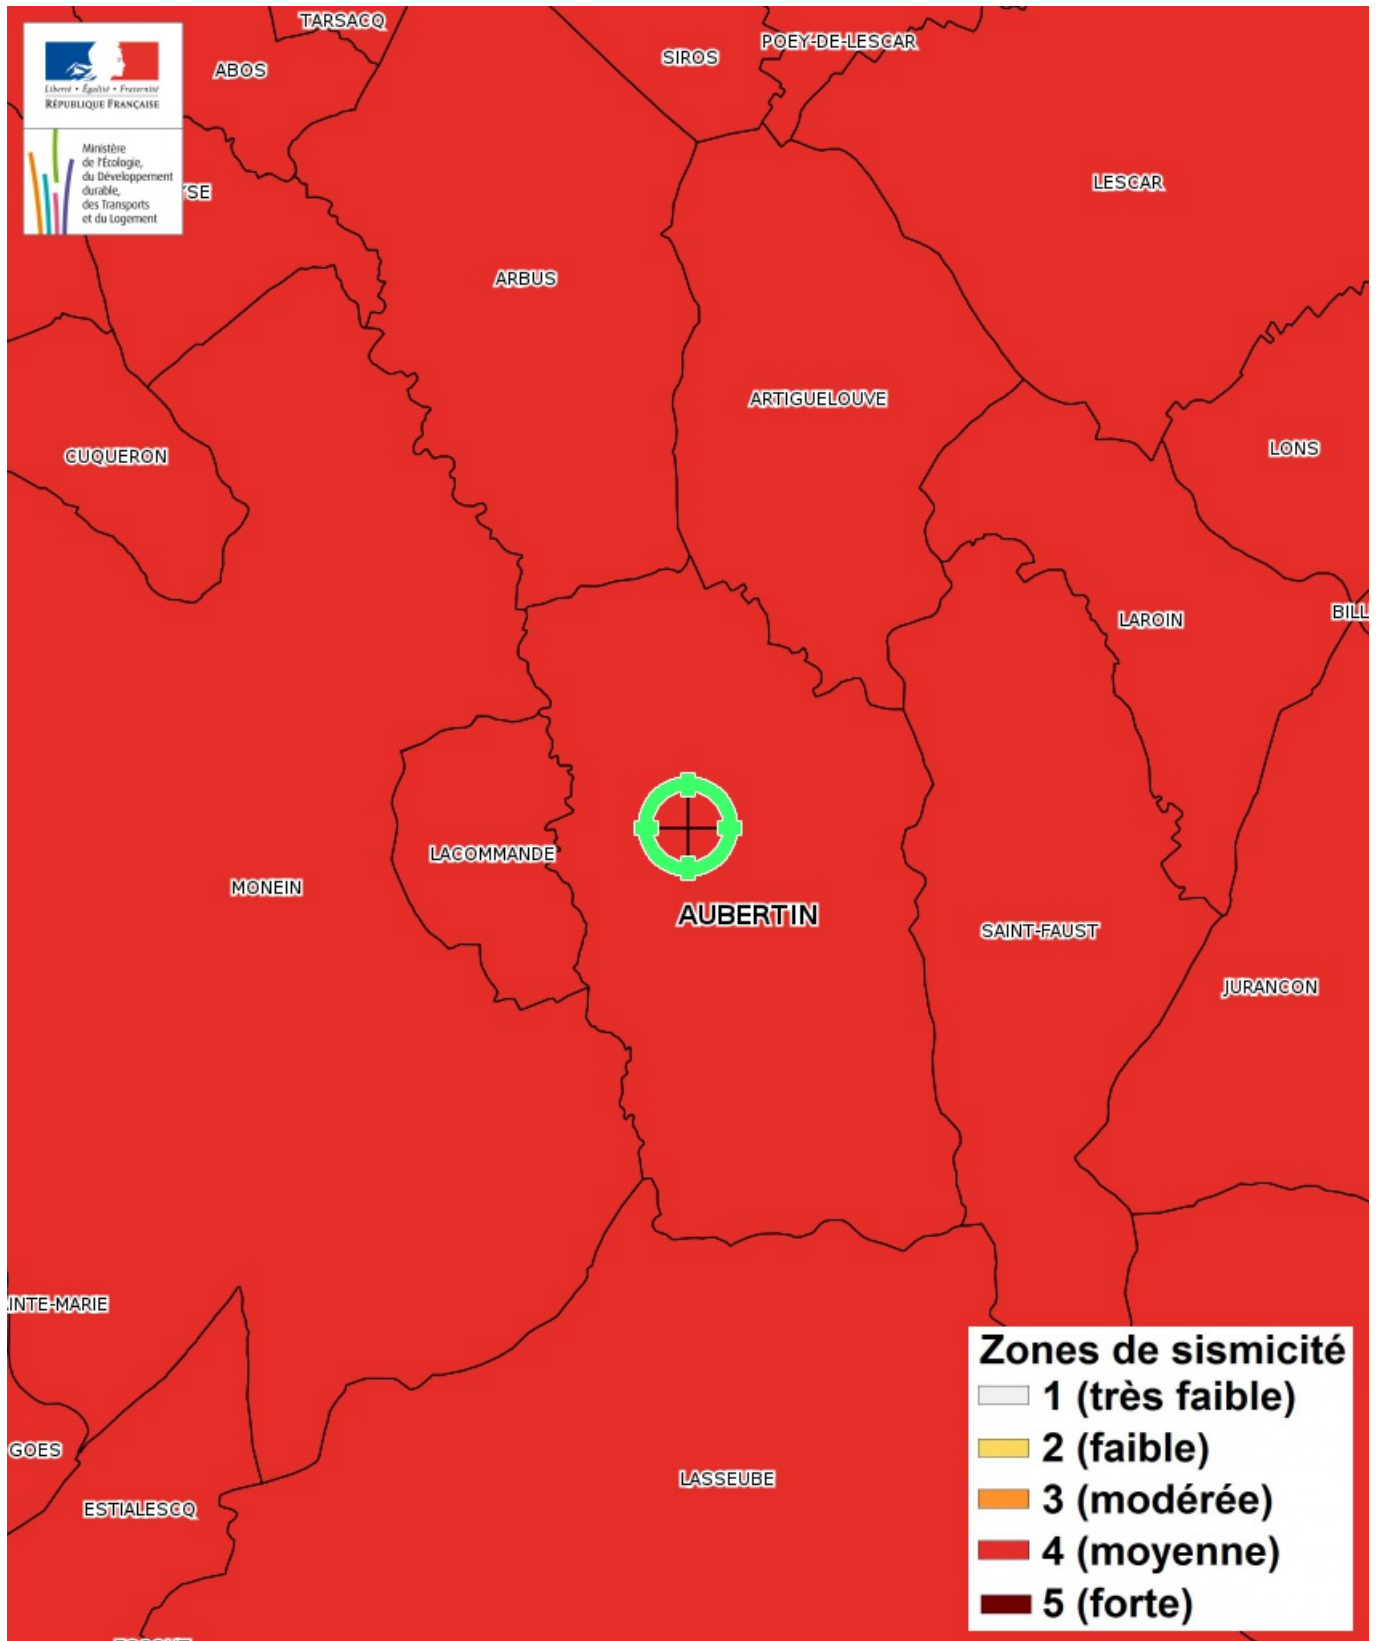 TARSACQ
POEY-DE-LESCAR
SIROS
ABOS
Liberté • Égalité • Fraternité
RÉPUBLIQUE FRANÇAISE
Ministère
de l'Écologie,
du Développement
durable,
des Transports
et du Logement
YSE
LESCAR
ARBUS
ARTIGUELOUVE
LONS
CUQUERON
BILL
LAROIN
LACOMMANDE
MONEIN
AUBERTIN
SAINT-FAUST
JURANCON
INTE-MARIE
GOES
LASSEUBE
ESTIALESCQ
Zones de sismicité
1 (très faible)
2 (faible)
3 (modérée)
4 (moyenne)
5 (forte)